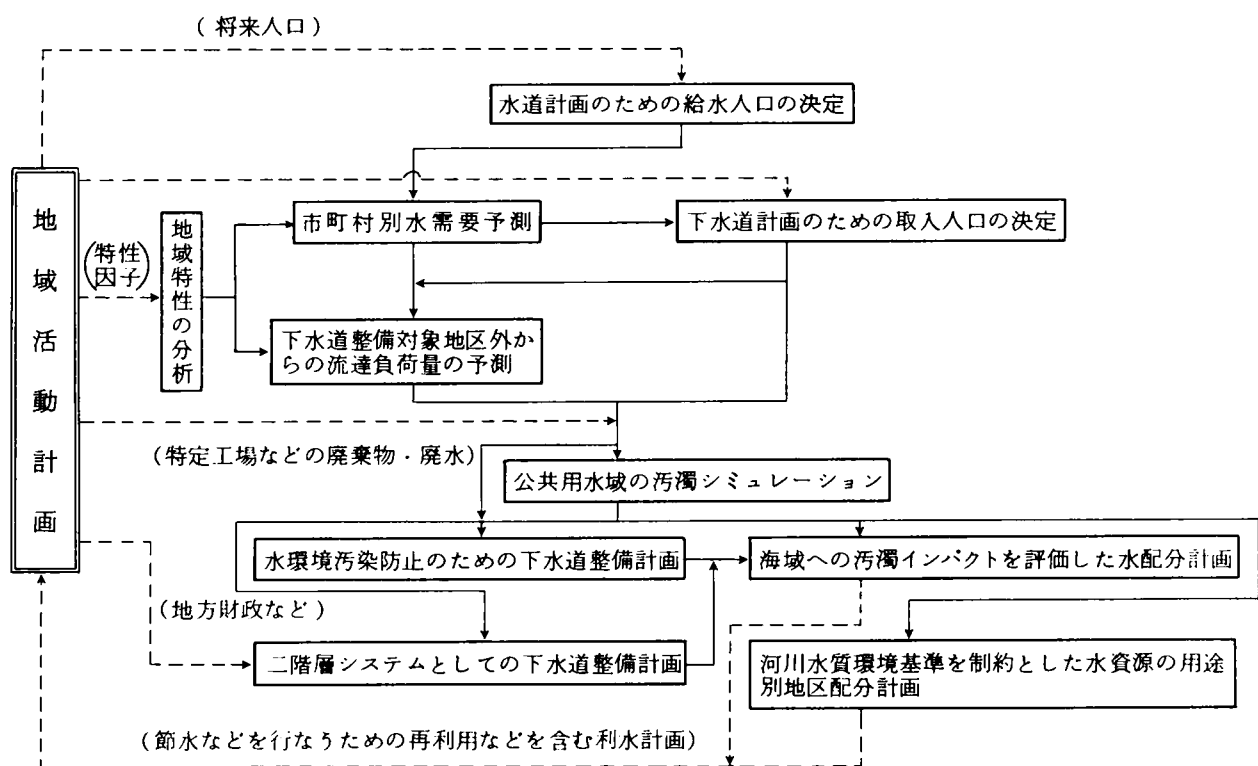 (将来人口)
水道計画のための給水人口の決定
地域活動計画
(特性
因子)
地域特性の分析
市町村別水需要予測
下水道計画のための取入人口の決定
下水道整備対象地区外か
らの流達負荷量の予測
(特定工場などの廃棄物・廃水)
公共用水域の汚濁シミュレーション
水環境汚染防止のための下水道整備計画
海域への汚濁インパクトを評価した水配分計画
(地方財政など)
二階層システムとしての下水道整備計画
河川水質環境基準を制約とした水資源の用途
別地区配分計画
(節水などを行なうための再利用などを含む利水計画)